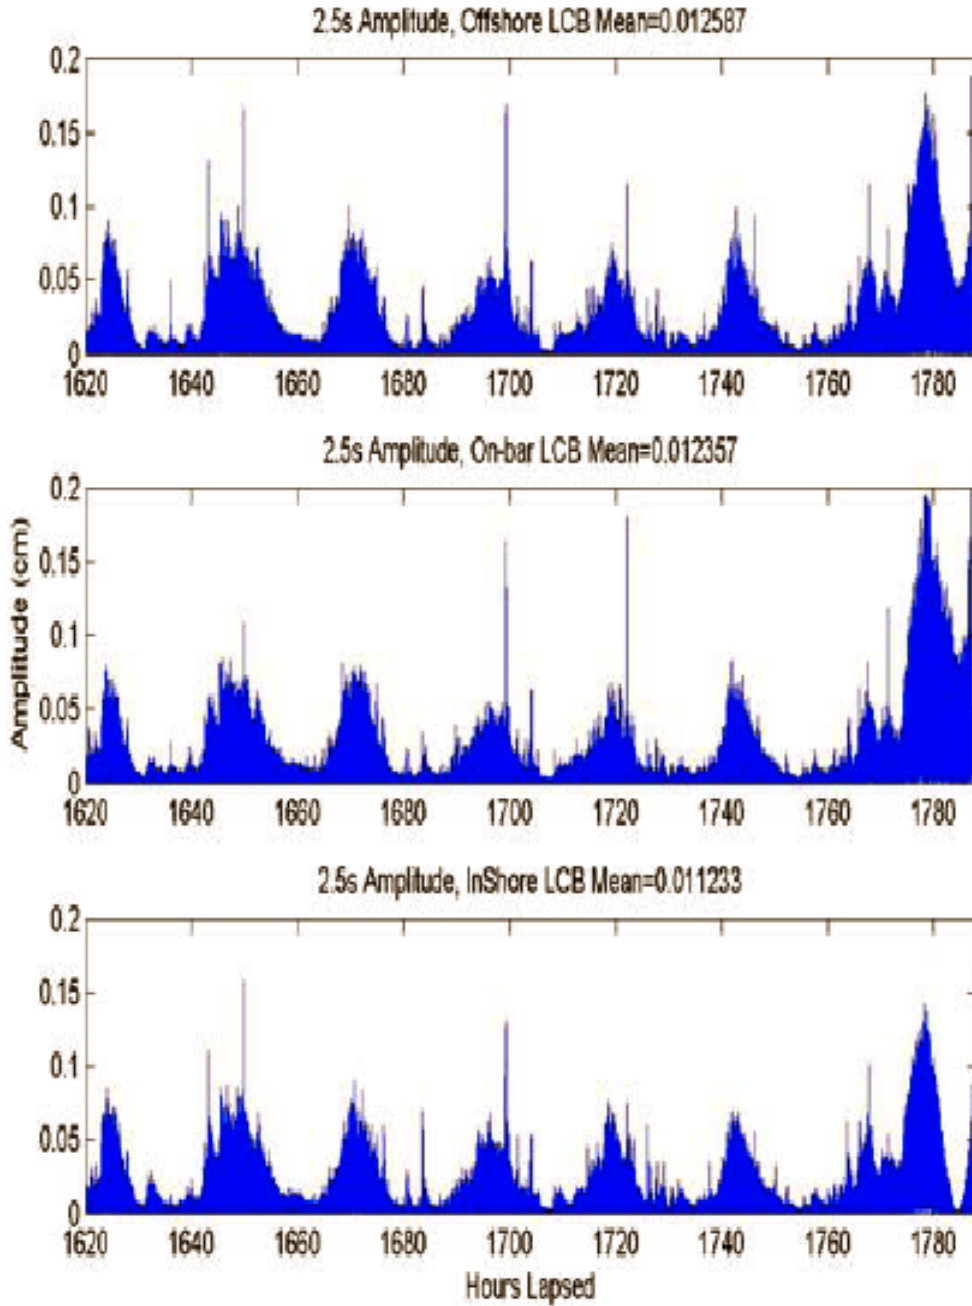 2.5s Amplitude, Offshore LCB Mean=0.012587
0.2
0.15
0.1
0.05
0
1620 1640 1660 1680 1700 1720 1740 1760 1780
2.5s Amplitude, On-bar LCB Mean=0.012357
Amplitude (cm)
0.2
0.15
0.1
0.05
0
1620 1640 1660 1680 1700 1720 1740 1760 1780
2.5s Amplitude, InShore LCB Mean=0.011233
0.2
0.15
0.1
0.05
0
1620 1640 1660 1680 1700 1720 1740 1760 1780
Hours Lapsed